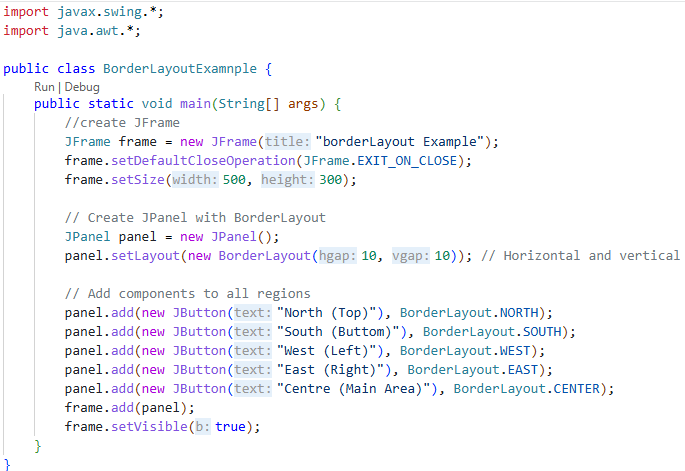 import javax.swing.*;
import java.awt.*;
public class BorderLayoutExamnple {
Run | Debug
public static void main(String[] args) {
//create JFrame
JFrame frame = new JFrame(title: "borderLayout Example");
frame.setDefaultCloseOperation(JFrame.EXIT_ON_CLOSE);
frame.setSize(width: 500, height: 300);
// Create JPanel with BorderLayout
JPanel panel = new JPanel();
panel.setLayout(new BorderLayout(hgap: 10, vgap: 10)); // Horizontal and vertical
// Add components to all regions
panel.add(new JButton(text: "North (Top)"), BorderLayout.NORTH);
panel.add(new JButton(text: "South (Buttom)"), BorderLayout.SOUTH);
panel.add(new JButton(text: "West (Left)"), BorderLayout.WEST);
panel.add(new JButton(text: "East (Right)"), BorderLayout.EAST);
panel.add(new JButton(text: "Centre (Main Area)"), BorderLayout.CENTER);
frame.add(panel);
frame.setVisible(b: true);
}
}